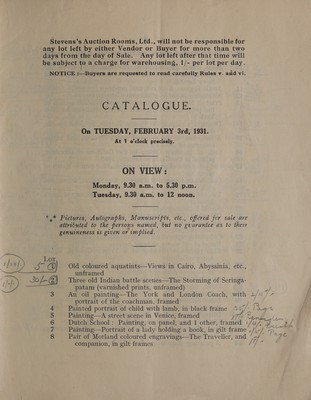 Stevens's Auction Rooms, Ltd., will not be responsible for
any lot left by either Vendor or Buyer for more than two
days from the day of Sale. Any lot left after that time will
be subject to a charge for warehousing, 1/- per lot per day.
NOTICE :—Buyers are requested to read carefully Rules v and vi.
CATALOGUE.
On TUESDAY, FEBRUARY 3rd, 1931.
At 1 o'clock precisely.
ON VIEW :
Monday, 9.30 a.m. to 5.30 p.m.
Tuesday, 9.30 a.m. to 12 noon.
*** Pictures, Autographs, Manuscripts, etc., offered for sale are
attributed to the persons named, but no guarantee as to their
genuineness is given or implied.
Lot
5/- 1 Old coloured aquatints—Views in Cairo, Abyssinia, etc.,
unframed
30/- 2 Three old Indian battle scenes—The Storming of Seringa-
patam (varnished prints, unframed)
3 An oil painting—The York and London Coach, with
portrait of the coachman, framed
4 Painted portrait of child with lamb, in black frame
5 Painting—A street scene in Venice, framed
6 Dutch School: Painting, on panel, and 1 other, framed
7 Painting—Portrait of a lady holding a book, in gilt frame
8 Pair of Morland coloured engravings—The Traveller, and
companion, in gilt frames